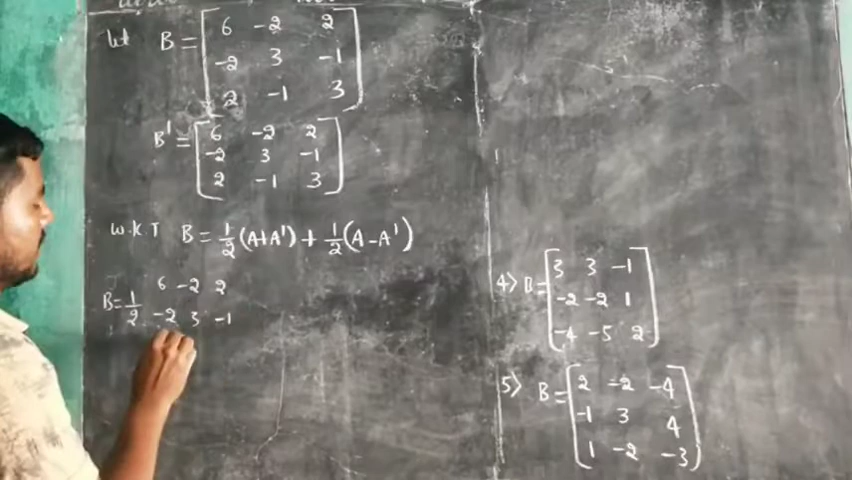 Let B = [ 6 -2 2
-2 3 -1
2 -1 3 ]
B' = [ 6 -2 2
-2 3 -1
2 -1 3 ]
W.K.T B = 1/2 (A+A') + 1/2 (A-A')
B = 1/2 6 -2 2
-2 3 -1
4) B = [ 3 3 -1
-2 -2 1
-4 -5 2 ]
5) B = [ 2 -2 -4
-1 3 4
1 -2 -3 ]